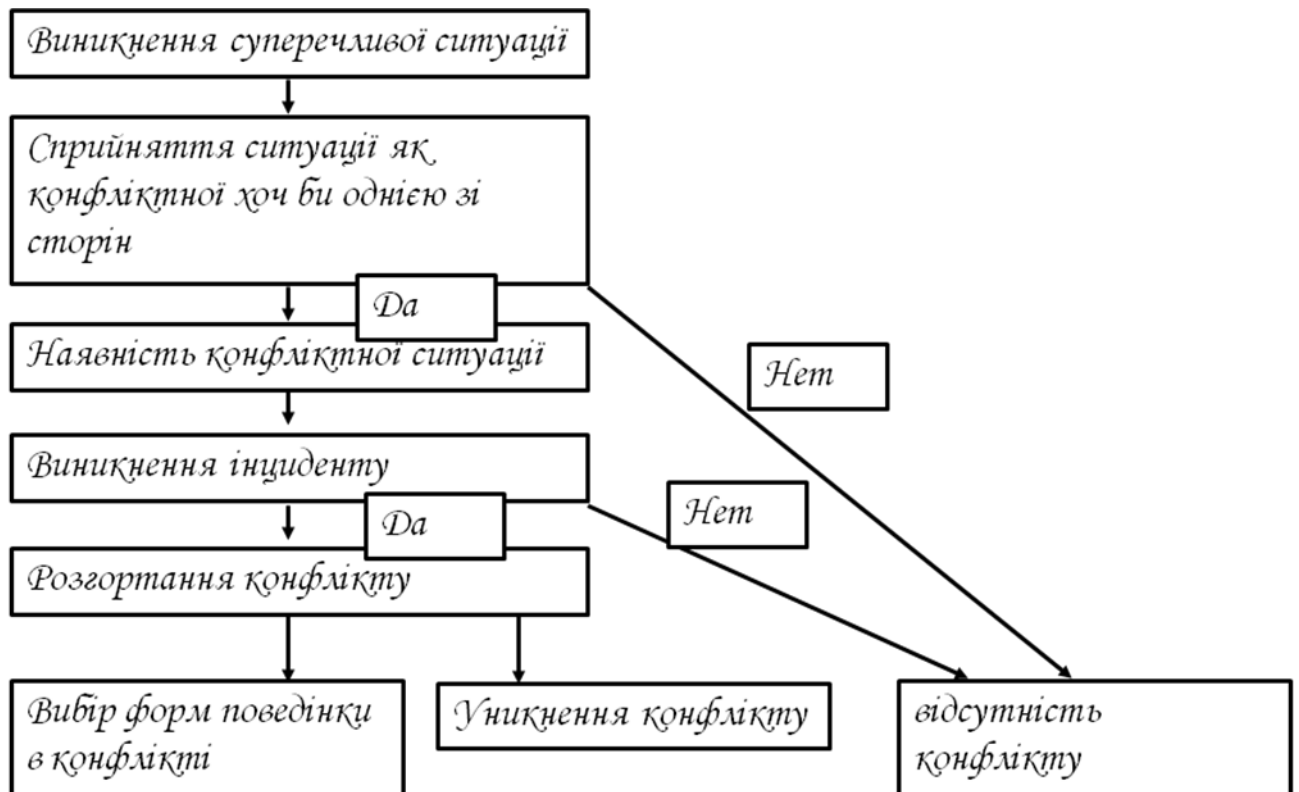 Виникнення суперечливої ситуації
Сприйняття ситуації як
конфліктної хоч би однією зі
сторін
Да
Наявність конфліктної ситуації
Нет
Виникнення інциденту
Нет
Да
Розгортання конфлікту
Вибір форм поведінки
в конфлікті
Уникнення конфлікту
відсутність
конфлікту